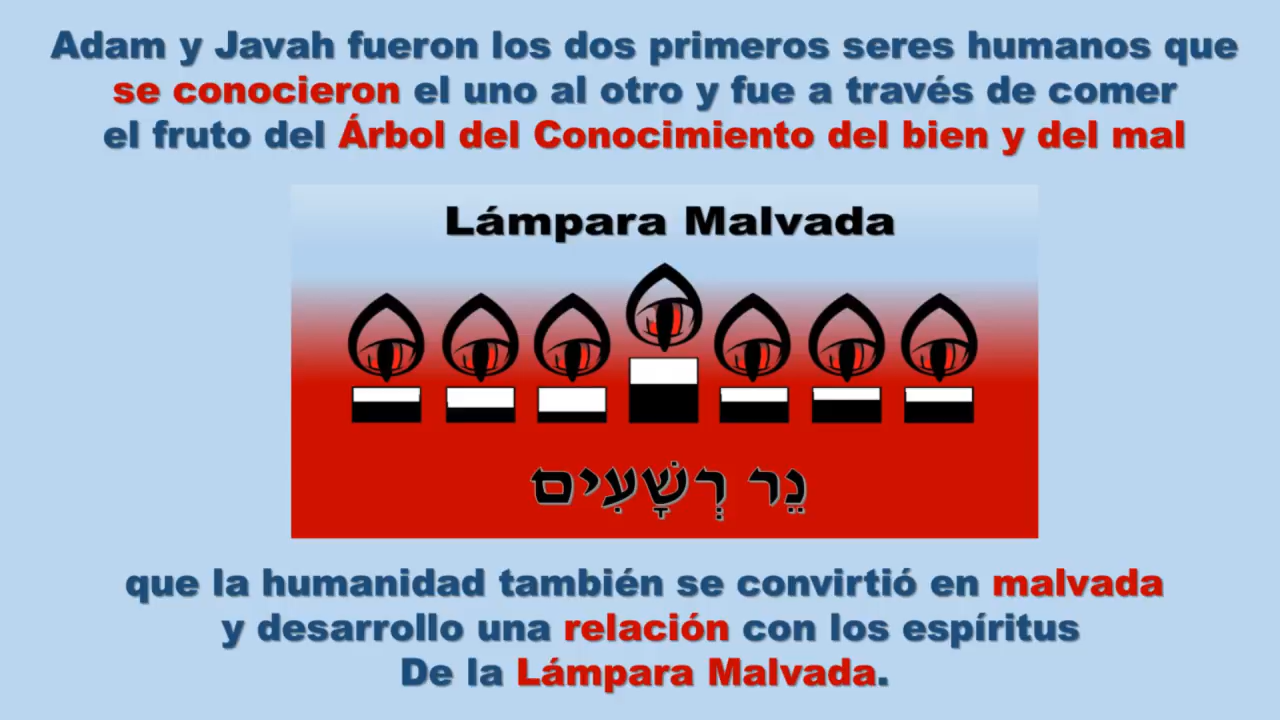 Adam y Javah fueron los dos primeros seres humanos que
se conocieron el uno al otro y fue a través de comer
el fruto del Árbol del Conocimiento del bien y del mal
Lámpara Malvada
נֵר רְשָׁעִים
que la humanidad también se convirtió en malvada
y desarrollo una relación con los espíritus
De la Lámpara Malvada.